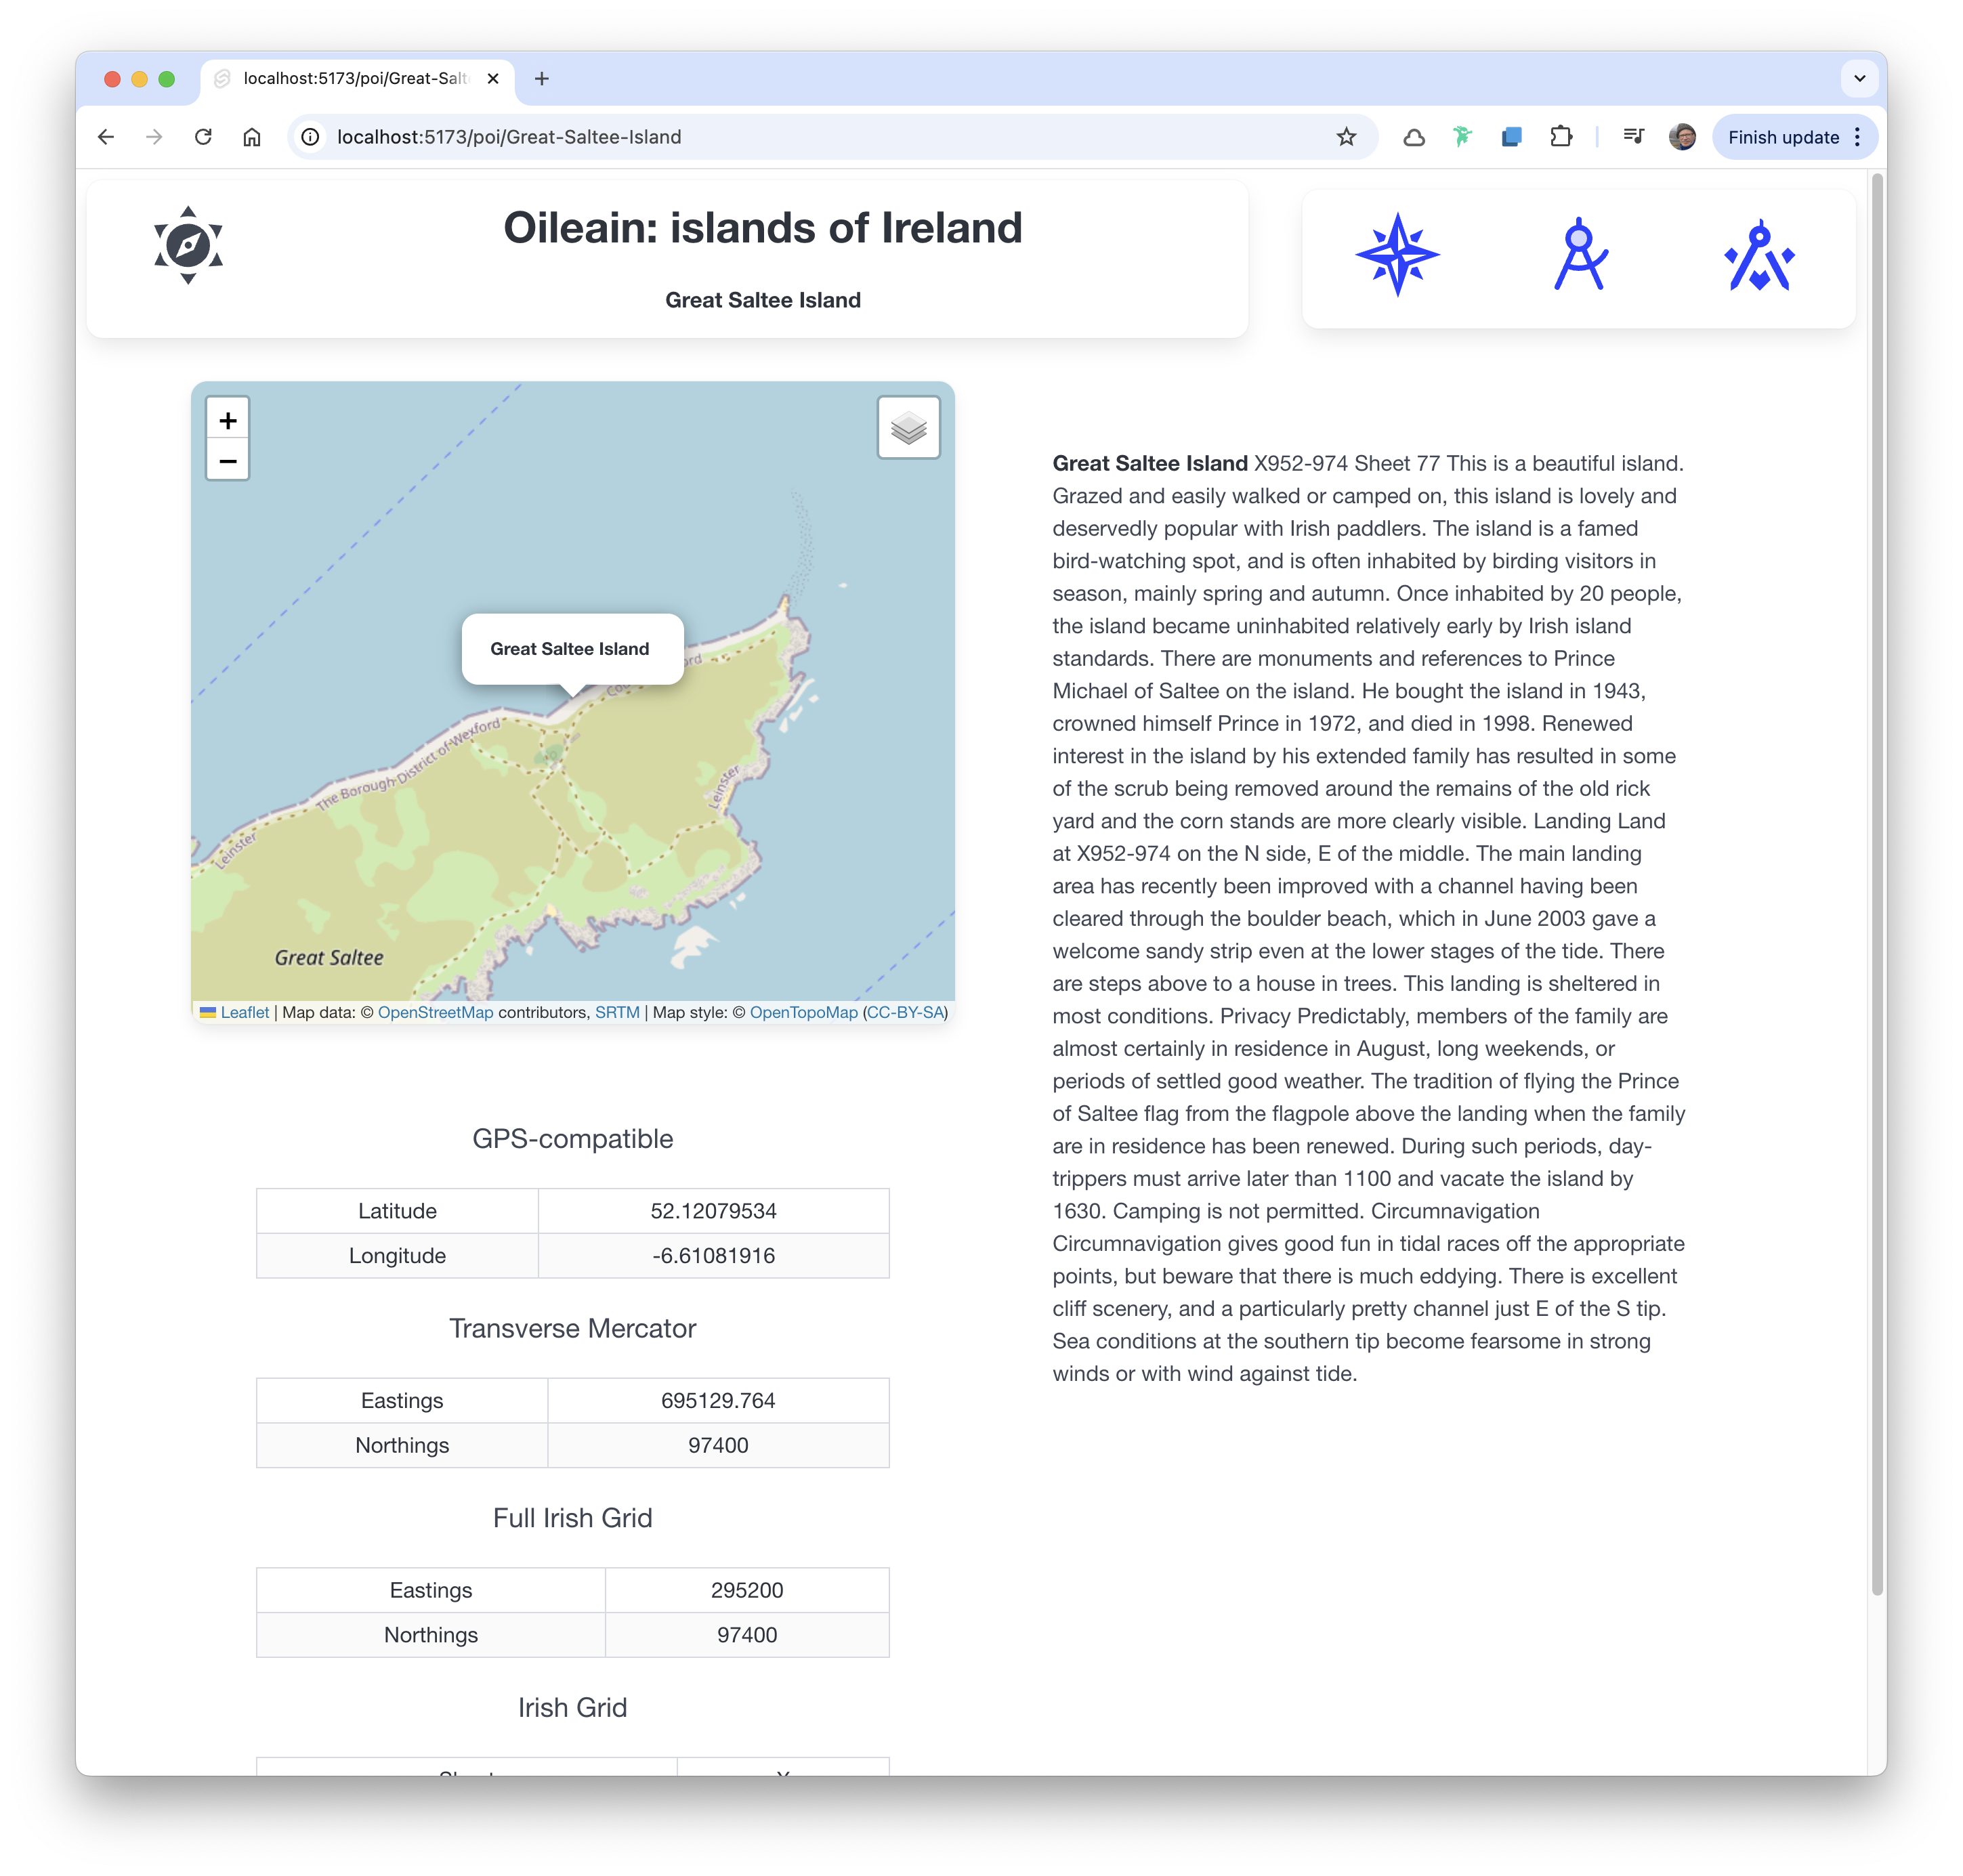 localhost:5173/poi/Great-Salt
localhost:5173/poi/Great-Saltee-Island
Finish update
Oileain: islands of Ireland
Great Saltee Island
+
−
Great Saltee Island
The Borough District of Wexford
Leinster
Leinster
Great Saltee
Leaflet | Map data: © OpenStreetMap contributors, SRTM | Map style: © OpenTopoMap (CC-BY-SA)
GPS-compatible
Latitude 52.12079534
Longitude -6.61081916
Transverse Mercator
Eastings 695129.764
Northings 97400
Full Irish Grid
Eastings 295200
Northings 97400
Irish Grid
Great Saltee Island X952-974 Sheet 77 This is a beautiful island.
Grazed and easily walked or camped on, this island is lovely and
deservedly popular with Irish paddlers. The island is a famed
bird-watching spot, and is often inhabited by birding visitors in
season, mainly spring and autumn. Once inhabited by 20 people,
the island became uninhabited relatively early by Irish island
standards. There are monuments and references to Prince
Michael of Saltee on the island. He bought the island in 1943,
crowned himself Prince in 1972, and died in 1998. Renewed
interest in the island by his extended family has resulted in some
of the scrub being removed around the remains of the old rick
yard and the corn stands are more clearly visible. Landing Land
at X952-974 on the N side, E of the middle. The main landing
area has recently been improved with a channel having been
cleared through the boulder beach, which in June 2003 gave a
welcome sandy strip even at the lower stages of the tide. There
are steps above to a house in trees. This landing is sheltered in
most conditions. Privacy Predictably, members of the family are
almost certainly in residence in August, long weekends, or
periods of settled good weather. The tradition of flying the Prince
of Saltee flag from the flagpole above the landing when the family
are in residence has been renewed. During such periods, day-
trippers must arrive later than 1100 and vacate the island by
1630. Camping is not permitted. Circumnavigation
Circumnavigation gives good fun in tidal races off the appropriate
points, but beware that there is much eddying. There is excellent
cliff scenery, and a particularly pretty channel just E of the S tip.
Sea conditions at the southern tip become fearsome in strong
winds or with wind against tide.